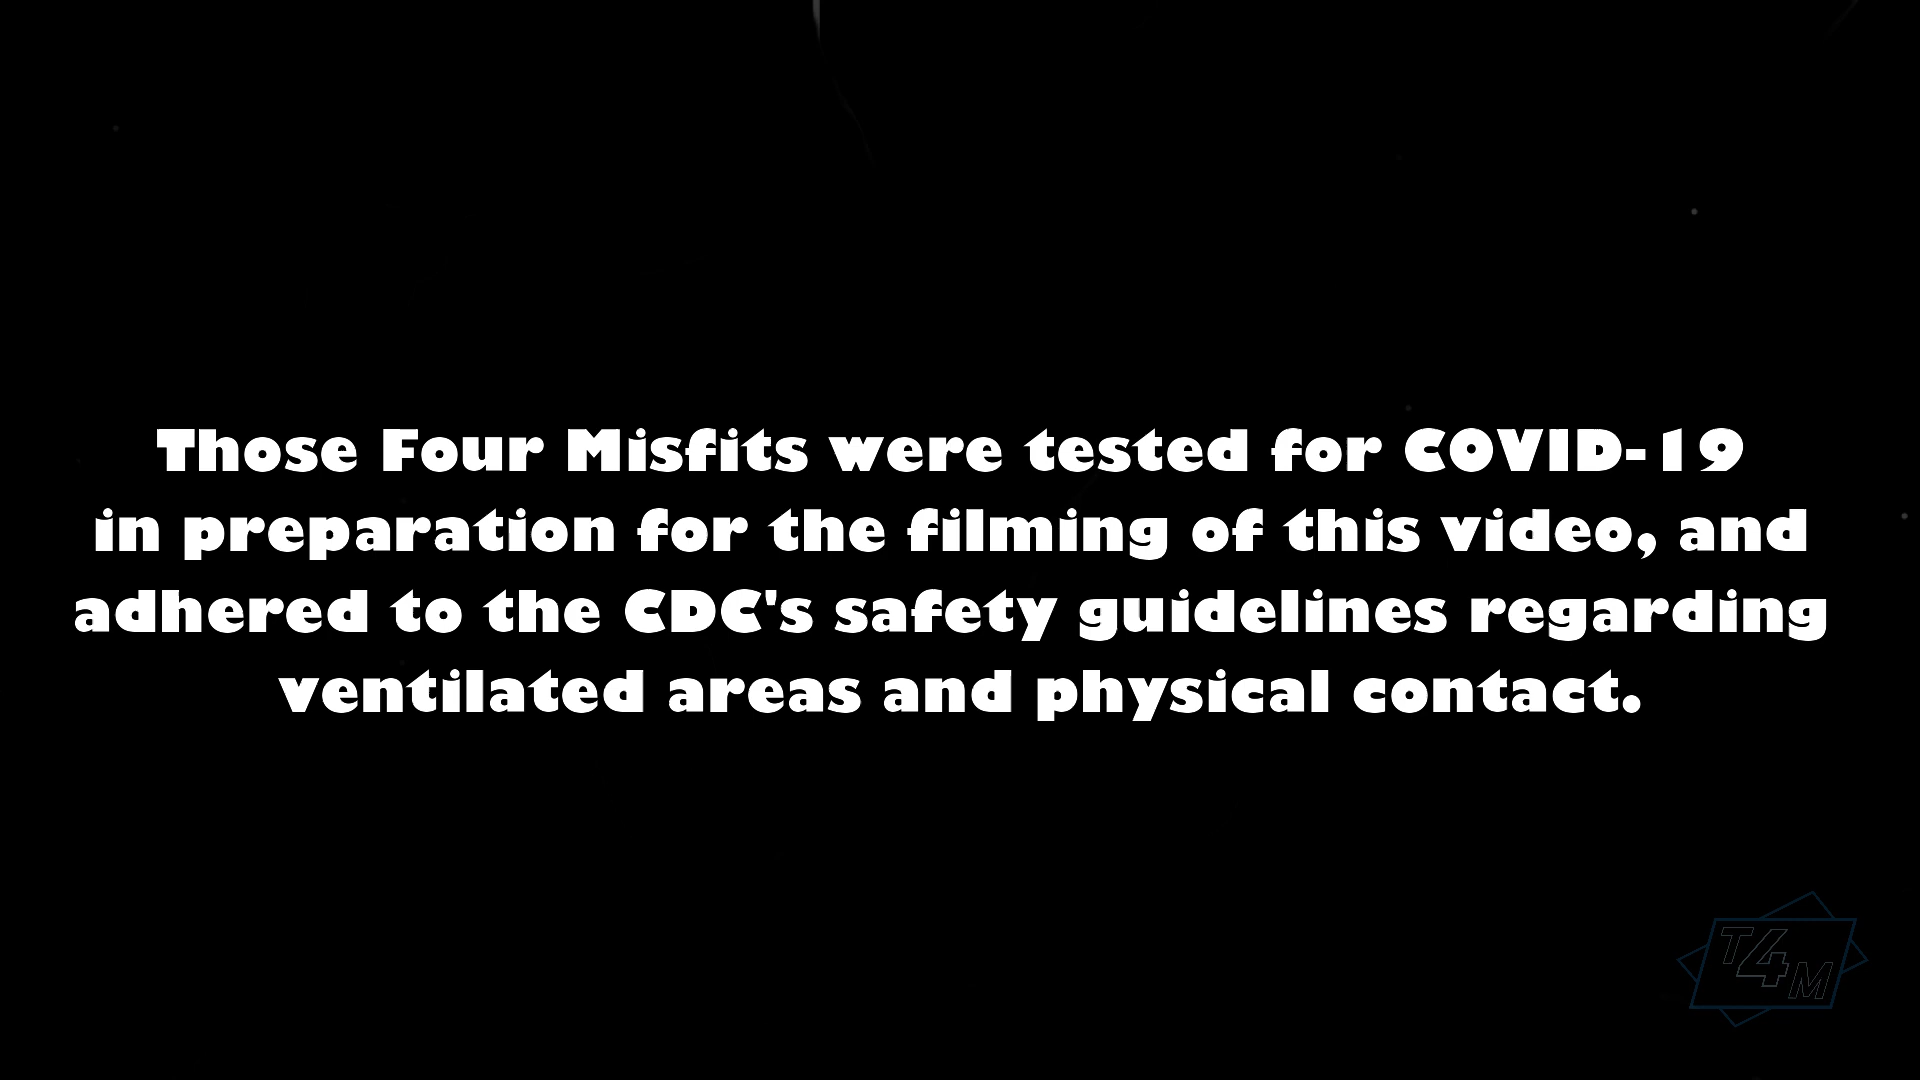 Those Four Misfits were tested for COVID-19
in preparation for the filming of this video, and
adhered to the CDC's safety guidelines regarding
ventilated areas and physical contact.
T4M